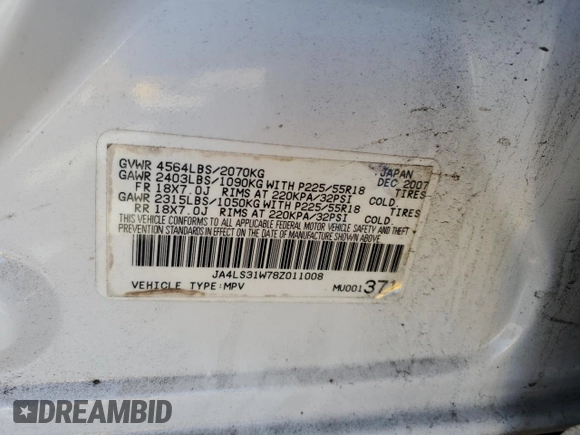 JAPAN
GVWR 4564LBS/2070KG DEC 2007
GAWR 2403LBS/1090KG WITH P225/55R18 TIRES
FR 18X7.0J RIMS AT 220KPA/32PSI COLD
GAWR 2315LBS/1050KG WITH P225/55R18 TIRES
RR 18X7.0J RIMS AT 220KPA/32PSI COLD
THIS VEHICLE CONFORMS TO ALL APPLICABLE FEDERAL MOTOR VEHICLE SAFETY AND THEFT
PREVENTION STANDARDS IN EFFECT ON THE DATE OF MANUFACTURE SHOWN ABOVE.
JA4LS31W78Z011008
VEHICLE TYPE:MPV MU001371
DREAMBID